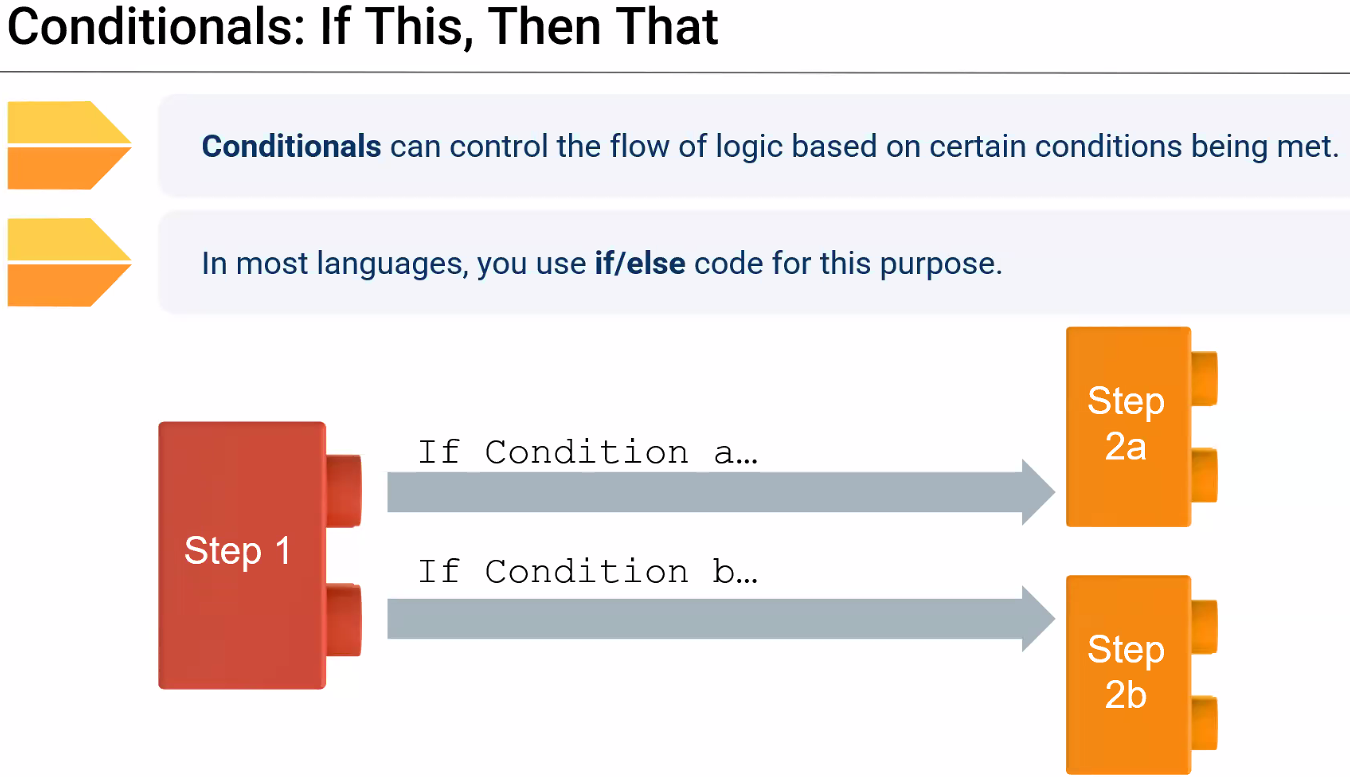 Conditionals: If This, Then That
Conditionals can control the flow of logic based on certain conditions being met.
In most languages, you use if/else code for this purpose.
Step 1
If Condition a…
If Condition b…
Step
2a
Step
2b